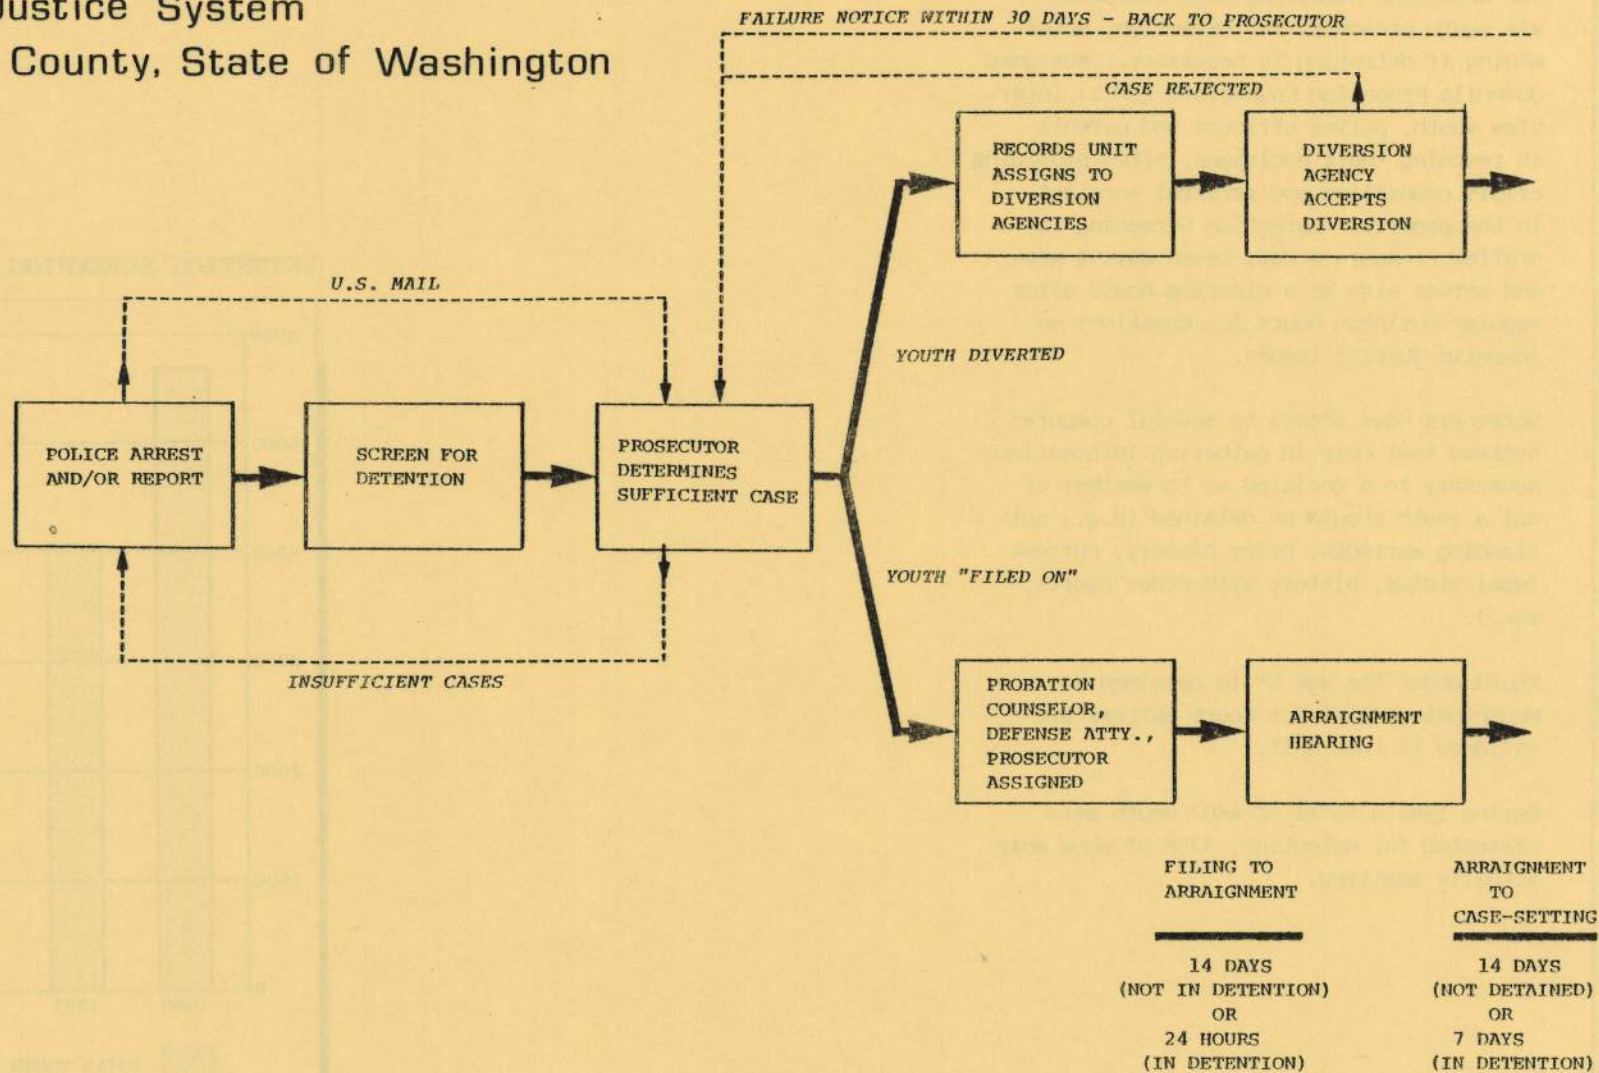 Justice System
County, State of Washington
FAILURE NOTICE WITHIN 30 DAYS - BACK TO PROSECUTOR
CASE REJECTED
RECORDS UNIT
ASSIGNS TO
DIVERSION
AGENCIES
DIVERSION
AGENCY
ACCEPTS
DIVERSION
U.S. MAIL
YOUTH DIVERTED
POLICE ARREST
AND/OR REPORT
SCREEN FOR
DETENTION
PROSECUTOR
DETERMINES
SUFFICIENT CASE
YOUTH "FILED ON"
INSUFFICIENT CASES
PROBATION
COUNSELOR,
DEFENSE ATTY.,
PROSECUTOR
ASSIGNED
ARRAIGNMENT
HEARING
FILING TO
ARRAIGNMENT
14 DAYS
(NOT IN DETENTION)
OR
24 HOURS
(IN DETENTION)
ARRAIGNMENT
TO
CASE-SETTING
14 DAYS
(NOT DETAINED)
OR
7 DAYS
(IN DETENTION)